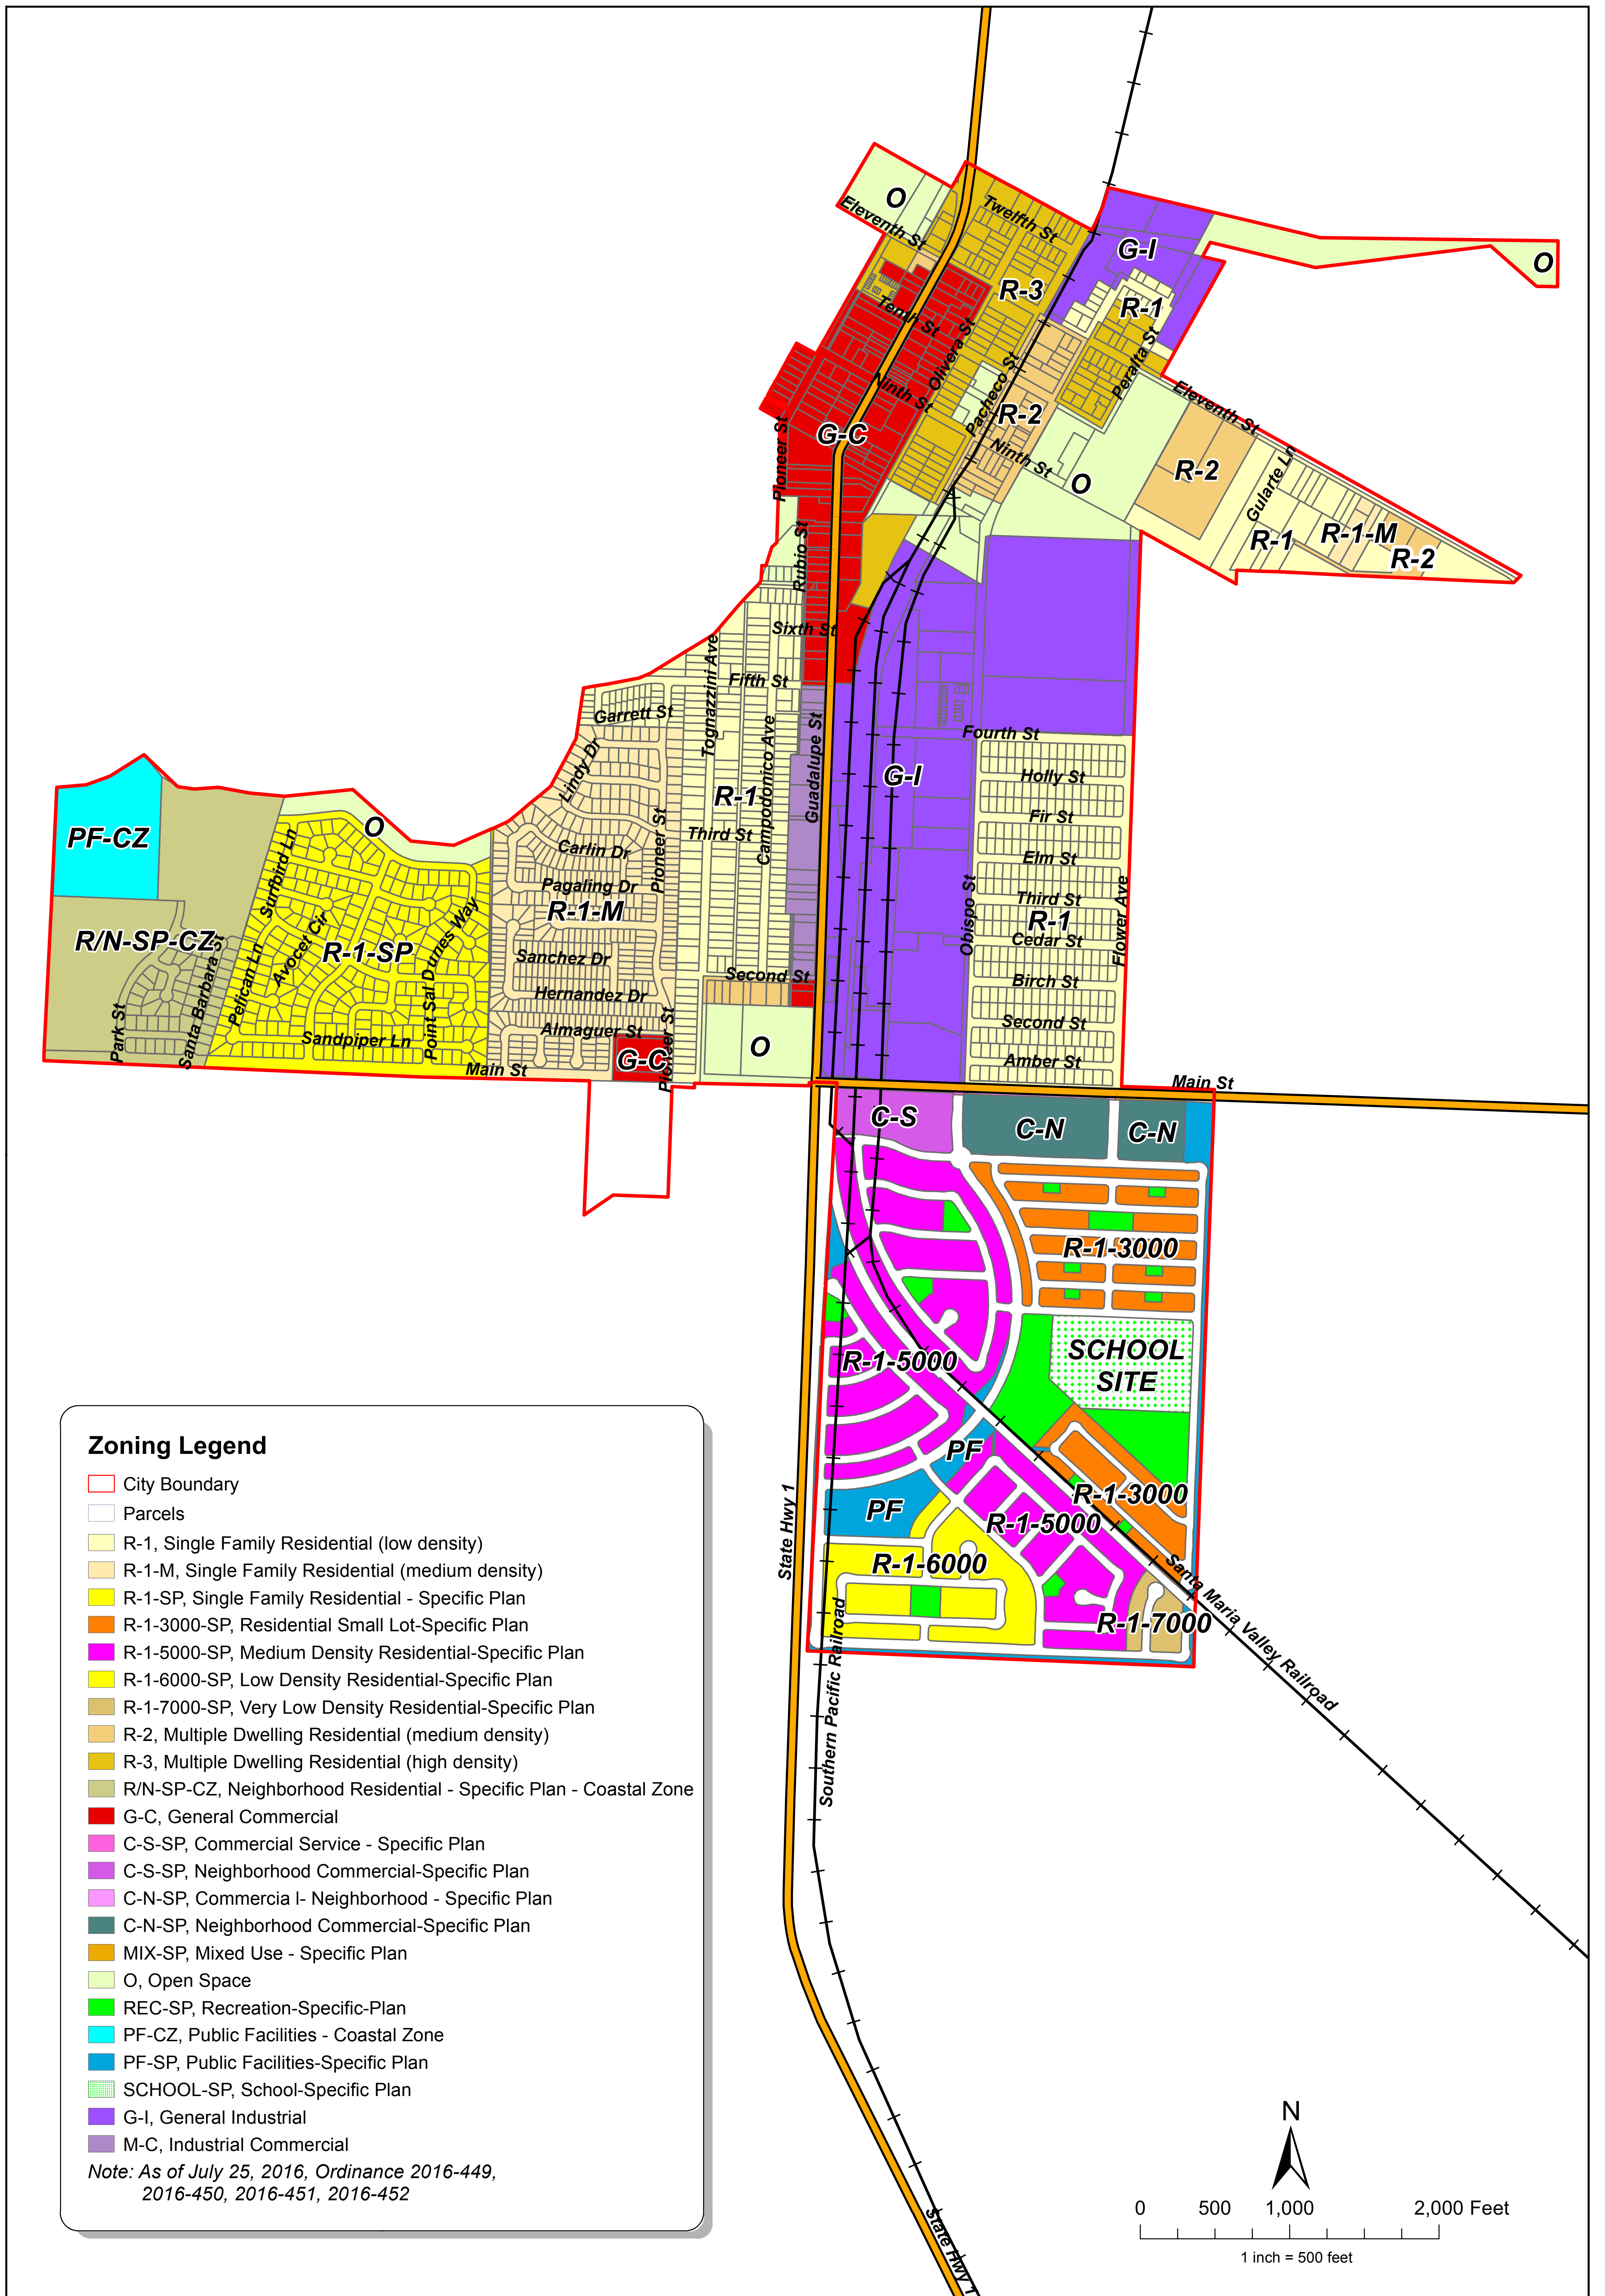 O
Eleventh St
Twelfth St
G-I
O
R-3
R-1
Tenth St
Olivera St
Peralta St
Ninth St
Pacheco St
Eleventh St
R-2
G-C
Pioneer St
Ninth St
R-2
O
Gularte Ln
R-1
R-1-M
R-2
Rubio St
Sixth St
Tognazzini Ave
Fifth St
Garrett St
Guadalupe St
Campodonico Ave
Fourth St
Lindy Dr
G-I
Holly St
R-1
Fir St
PF-CZ
O
Third St
Pioneer St
Carlin Dr
Elm St
Surfbird Ln
Pagaling Dr
Third St
R-1-M
Obispo St
R-1
Flower Ave
R/N-SP-CZ
R-1-SP
Avocet Cir
Point Sal Dunes Way
Cedar St
Sanchez Dr
Second St
Birch St
Pelican Ln
Santa Barbara St
Hernandez Dr
Second St
Park St
Sandpiper Ln
Almaguer St
G-C
Pioneer St
O
Amber St
Main St
Main St
C-S
C-N
C-N
R-1-3000
SCHOOL
SITE
R-1-5000
PF
PF
R-1-3000
R-1-5000
R-1-6000
State Hwy 1
R-1-7000
Santa Maria Valley Railroad
Southern Pacific Railroad
Zoning Legend
City Boundary
Parcels
R-1, Single Family Residential (low density)
R-1-M, Single Family Residential (medium density)
R-1-SP, Single Family Residential - Specific Plan
R-1-3000-SP, Residential Small Lot-Specific Plan
R-1-5000-SP, Medium Density Residential-Specific Plan
R-1-6000-SP, Low Density Residential-Specific Plan
R-1-7000-SP, Very Low Density Residential-Specific Plan
R-2, Multiple Dwelling Residential (medium density)
R-3, Multiple Dwelling Residential (high density)
R/N-SP-CZ, Neighborhood Residential - Specific Plan - Coastal Zone
G-C, General Commercial
C-S-SP, Commercial Service - Specific Plan
C-S-SP, Neighborhood Commercial-Specific Plan
C-N-SP, Commercia l- Neighborhood - Specific Plan
C-N-SP, Neighborhood Commercial-Specific Plan
MIX-SP, Mixed Use - Specific Plan
O, Open Space
REC-SP, Recreation-Specific-Plan
PF-CZ, Public Facilities - Coastal Zone
PF-SP, Public Facilities-Specific Plan
SCHOOL-SP, School-Specific Plan
G-I, General Industrial
M-C, Industrial Commercial
Note: As of July 25, 2016, Ordinance 2016-449,
2016-450, 2016-451, 2016-452
State Hwy 1
N
0 500 1,000 2,000 Feet
1 inch = 500 feet